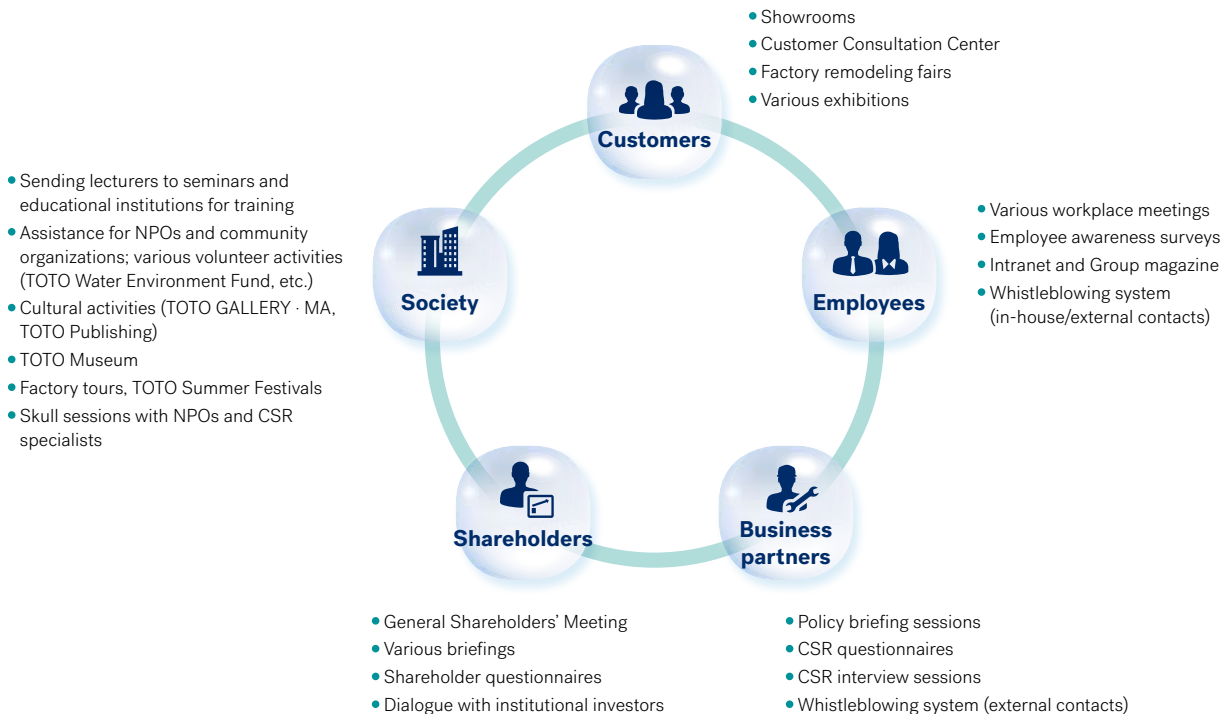 • Showrooms
• Customer Consultation Center
• Factory remodeling fairs
• Various exhibitions
Customers
• Sending lecturers to seminars and
educational institutions for training
• Assistance for NPOs and community
organizations; various volunteer activities
(TOTO Water Environment Fund, etc.)
• Cultural activities (TOTO GALLERY · MA,
TOTO Publishing)
• TOTO Museum
• Factory tours, TOTO Summer Festivals
• Skull sessions with NPOs and CSR
specialists
Society
Employees
• Various workplace meetings
• Employee awareness surveys
• Intranet and Group magazine
• Whistleblowing system
(in-house/external contacts)
Shareholders
• General Shareholders’ Meeting
• Various briefings
• Shareholder questionnaires
• Dialogue with institutional investors
Business
partners
• Policy briefing sessions
• CSR questionnaires
• CSR interview sessions
• Whistleblowing system (external contacts)